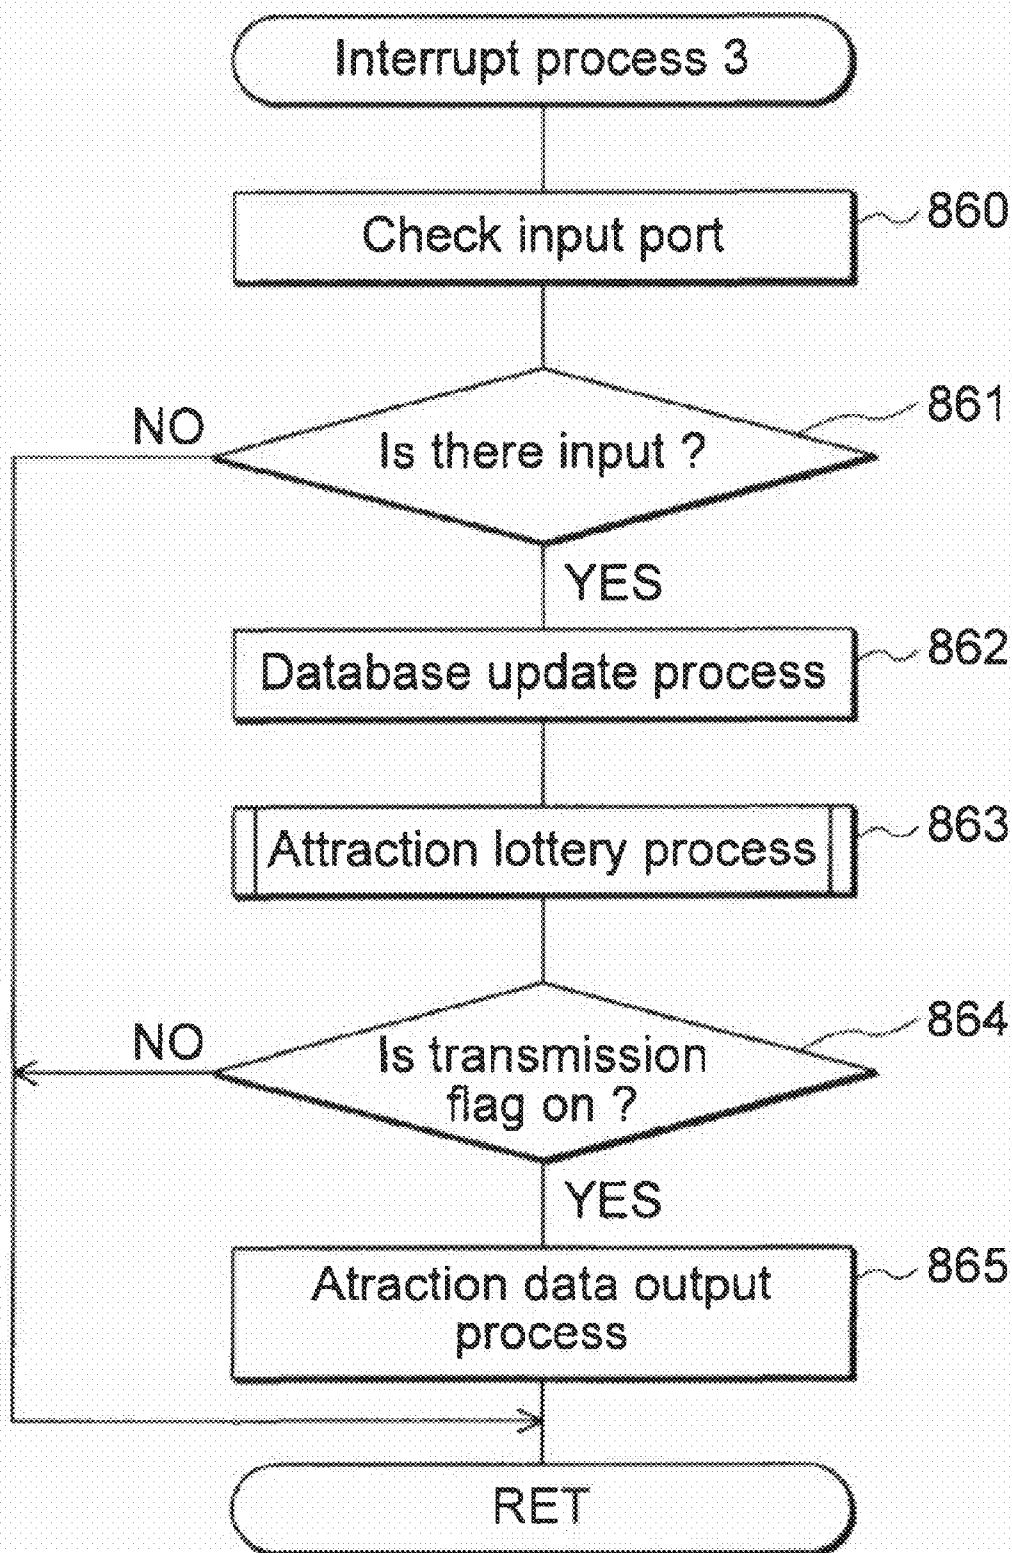 Interrupt process 3
Check input port
860
Is there input ?
861
NO
YES
Database update process
862
Attraction lottery process
863
Is transmission
flag on ?
864
NO
YES
Atraction data output
process
865
RET